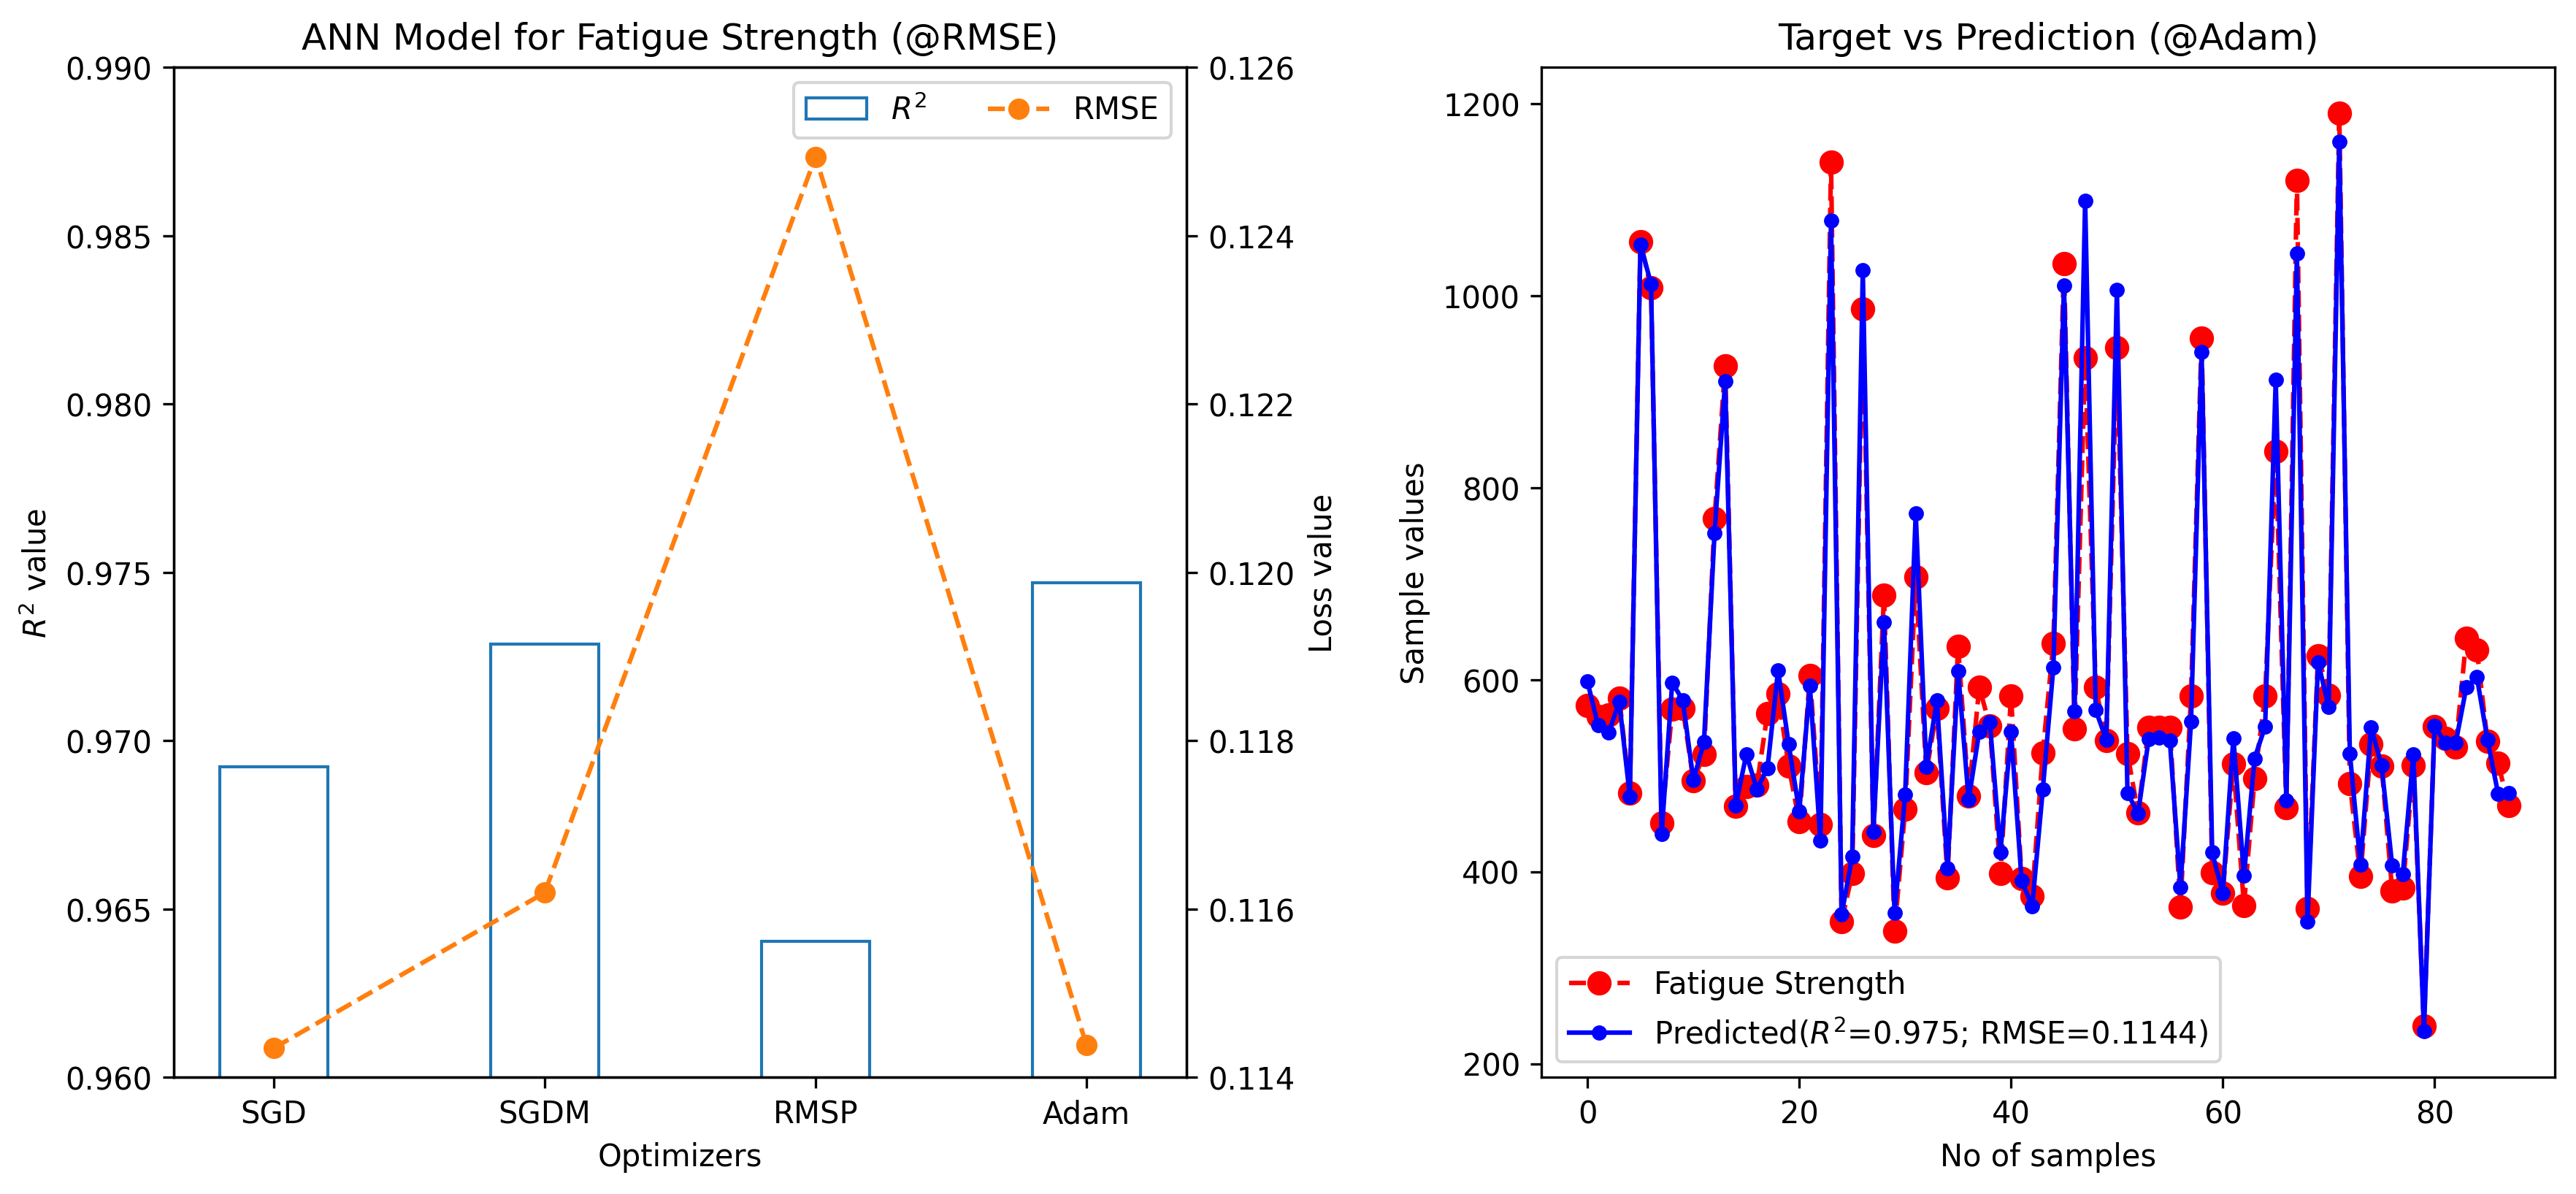 ANN Model for Fatigue Strength (@RMSE)
R² value
0.990
0.985
0.980
0.975
0.970
0.965
0.960
R²
RMSE
0.126
0.124
0.122
0.120
0.118
0.116
0.114
Loss value
SGD
SGDM
RMSP
Adam
Optimizers
Target vs Prediction (@Adam)
Sample values
1200
1000
800
600
400
200
Fatigue Strength
Predicted(R²=0.975; RMSE=0.1144)
0
20
40
60
80
No of samples